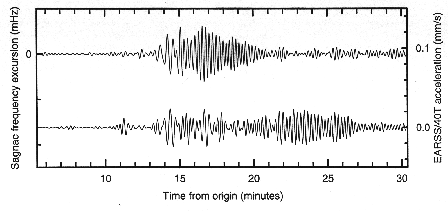 Sagnac frequency excursion (mHz)
0
0.1
0.0
EARSS/40T acceleration (mm/s)
10
15
20
25
30
Time from origin (minutes)